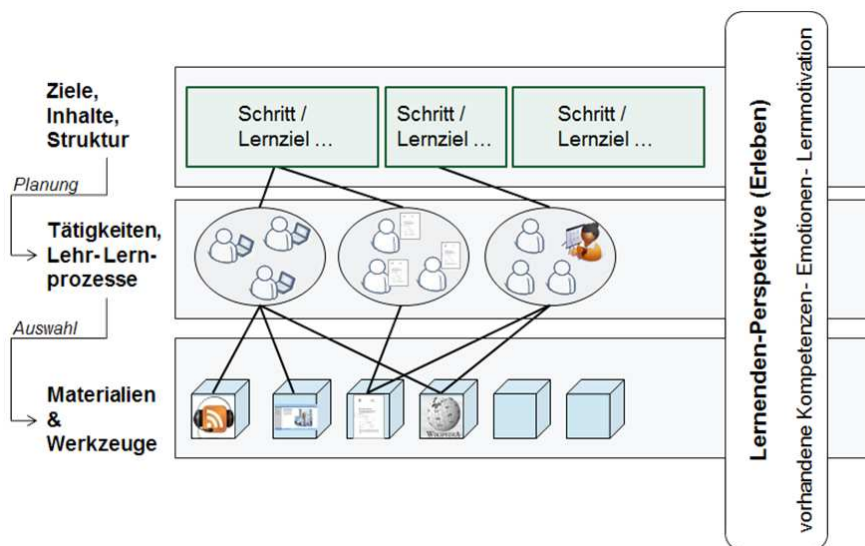 Ziele,
Inhalte,
Struktur
Schritt /
Lernziel ...
Schritt /
Lernziel ...
Schritt /
Lernziel ...
Planung
Tätigkeiten,
Lehr-Lern-
prozesse
Auswahl
Materialien
&
Werkzeuge
WIKIPEDIA
Lernenden-Perspektive (Erleben)
vorhandene Kompetenzen- Emotionen- Lernmotivation